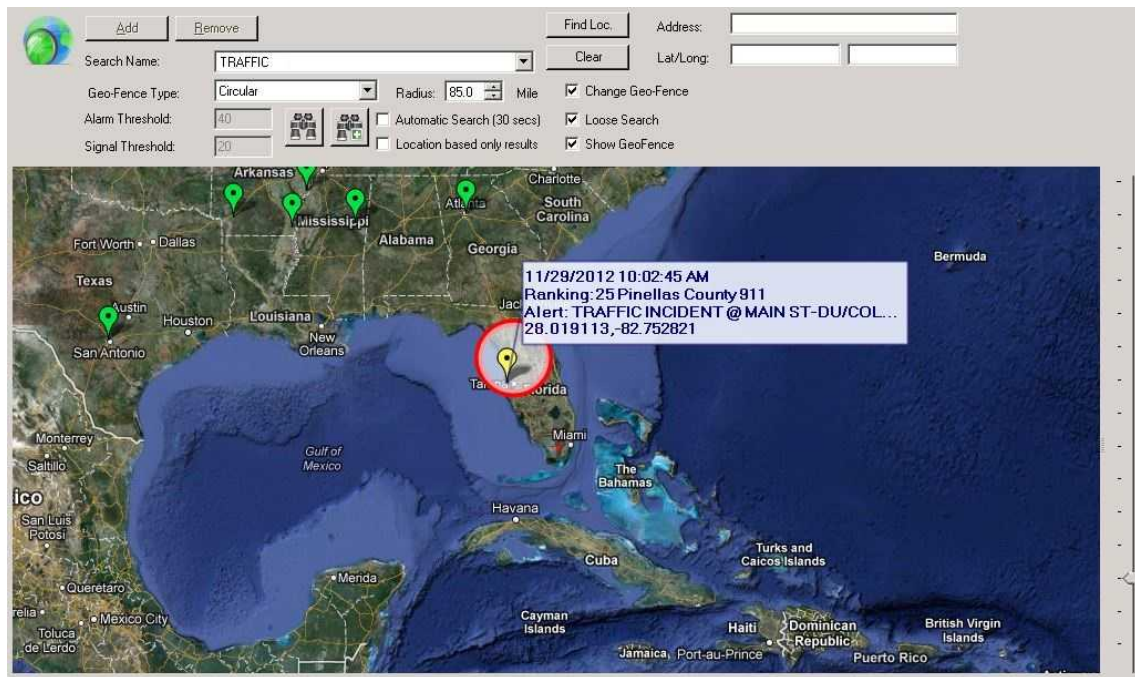 Add Remove Find Loc. Address:
Search Name: TRAFFIC Clear Lat/Long:
Geo-Fence Type: Circular Radius: 85.0 Mile Change Geo-Fence
Alarm Threshold: 40 Automatic Search (30 secs) Loose Search
Signal Threshold: 20 Location based only results Show GeoFence
Arkansas
Charlotte
Atlanta South
Mississippi Carolina
Fort Worth Dallas Alabama Georgia
Bermuda
11/29/2012 10:02:45 AM
Ranking: 25 Pinellas County 911
Alert: TRAFFIC INCIDENT @ MAIN ST-DU/COL...
28.019113,-82.752821
Texas
Austin
Houston Louisiana
Jac
New
Orleans
San Antonio
Florida
Monterrey
Saltillo
Gulf of
Mexico
Miami
The
Bahamas
ico
San Luis
Potosi
Havana
Cuba
Turks and
Caicos Islands
Merida
Queretaro
relia Mexico City
Toluca
de Lerdo
Cayman
Islands
Haiti Dominican
Republic
British Virgin
Islands
Jamaica Port-au-Prince
Puerto Rico